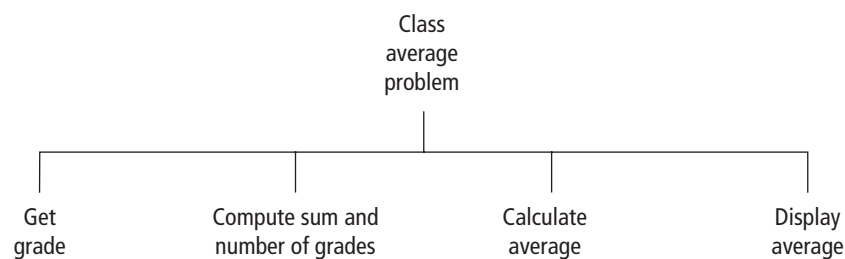 Class
average
problem
Get
grade
Compute sum and
number of grades
Calculate
average
Display
average